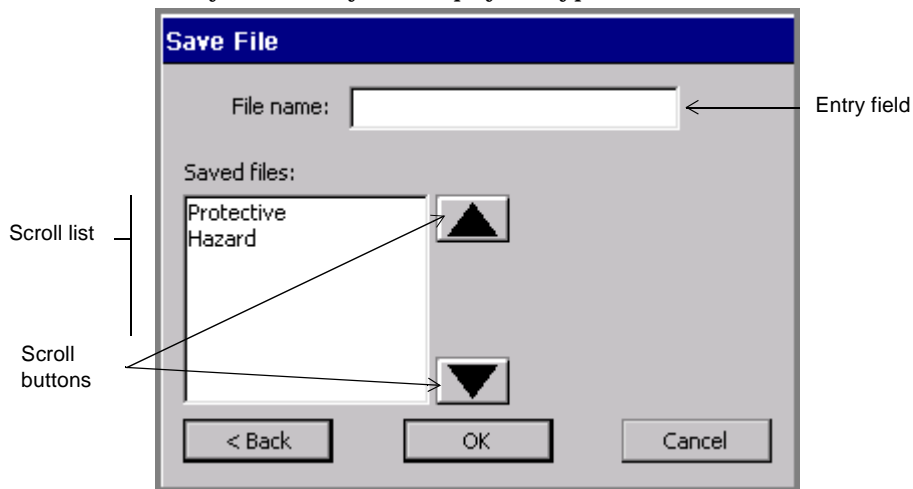 Save File
File name:
Entry field
Saved files:
Protective
Hazard
Scroll list
Scroll
buttons
< Back
OK
Cancel